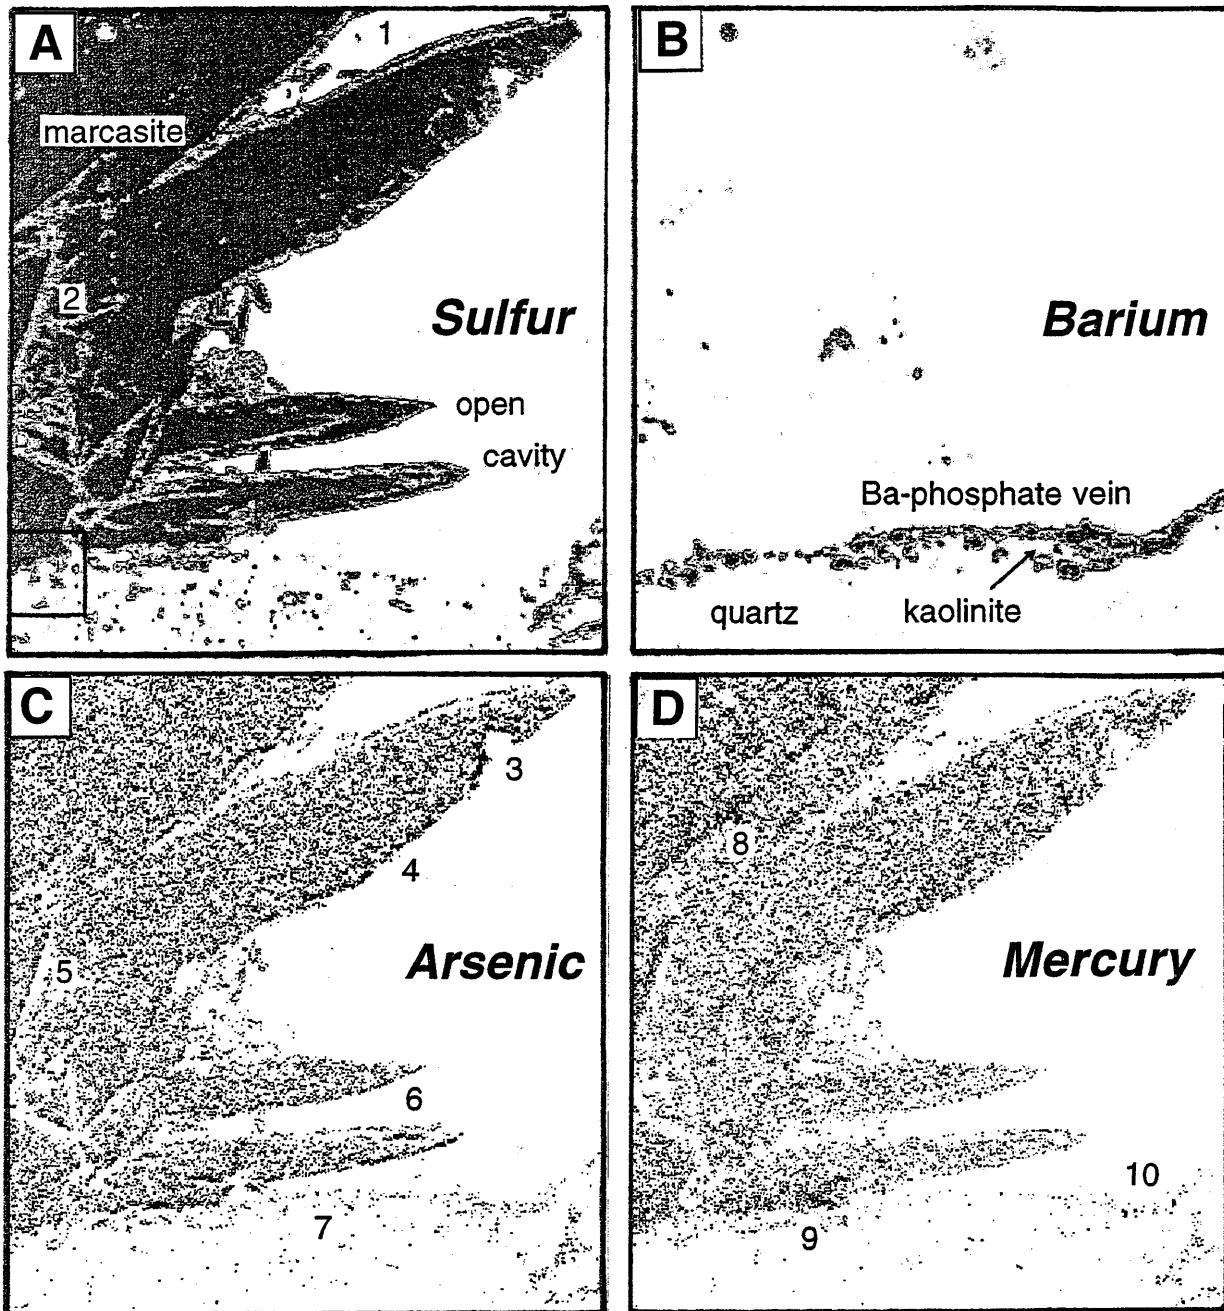 A
1
marcasite
2
Sulfur
open
cavity
B
Barium
Ba-phosphate vein
quartz
kaolinite
C
3
4
5
Arsenic
6
7
D
8
Mercury
10
9